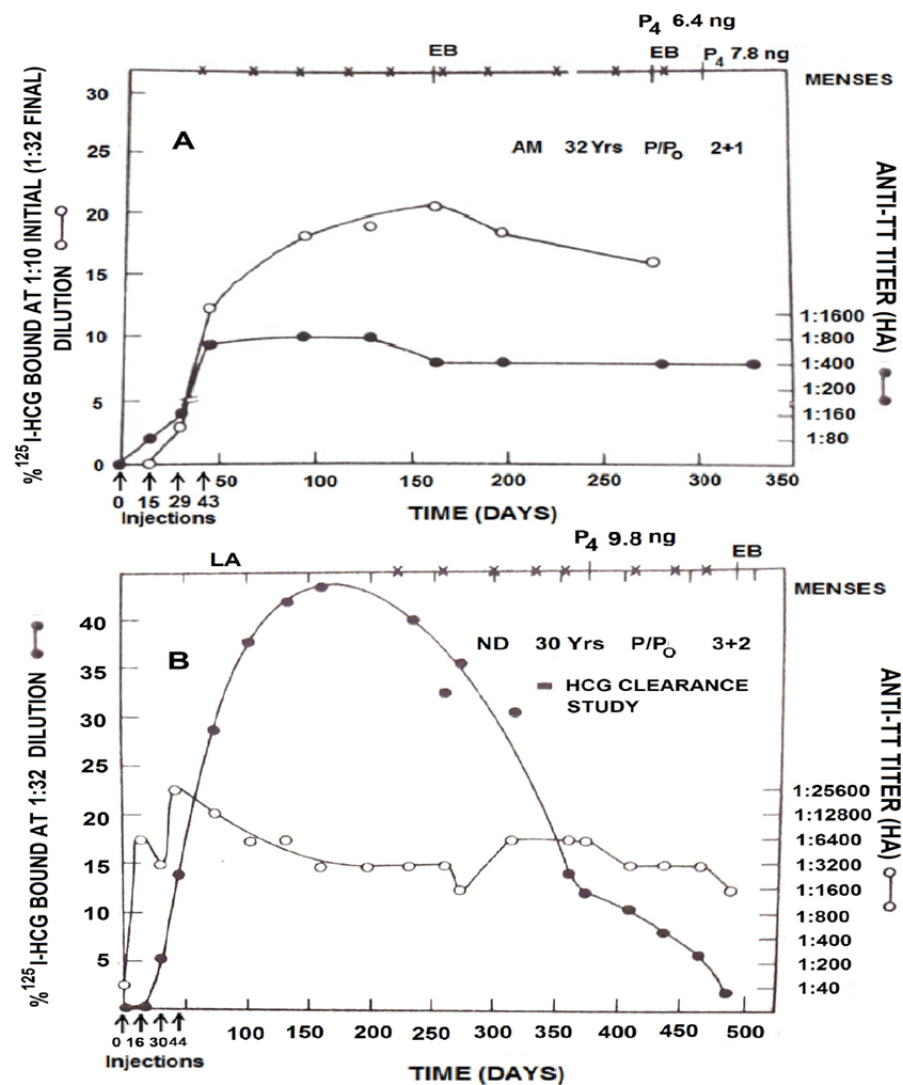 P4 6.4 ng
EB EB P4 7.8 ng
MENSES
30
25
20
15
10
5
0
% 125I-HCG BOUND AT 1:10 INITIAL (1:32 FINAL)
DILUTION
A
AM 32 Yrs P/Po 2+1
ANTI-TT TITER (HA)
1:1600
1:800
1:400
1:200
1:160
1:80
50 100 150 200 250 300 350
0 15 29 43
Injections
TIME (DAYS)
P4 9.8 ng
LA EB
MENSES
40
35
30
25
20
15
10
5
% 125I-HCG BOUND AT 1:32 DILUTION
B
ND 30 Yrs P/Po 3+2
HCG CLEARANCE
STUDY
ANTI-TT TITER (HA)
1:25600
1:12800
1:6400
1:3200
1:1600
1:800
1:400
1:200
1:40
100 150 200 250 300 350 400 450 500
0 16 30 44
Injections
TIME (DAYS)